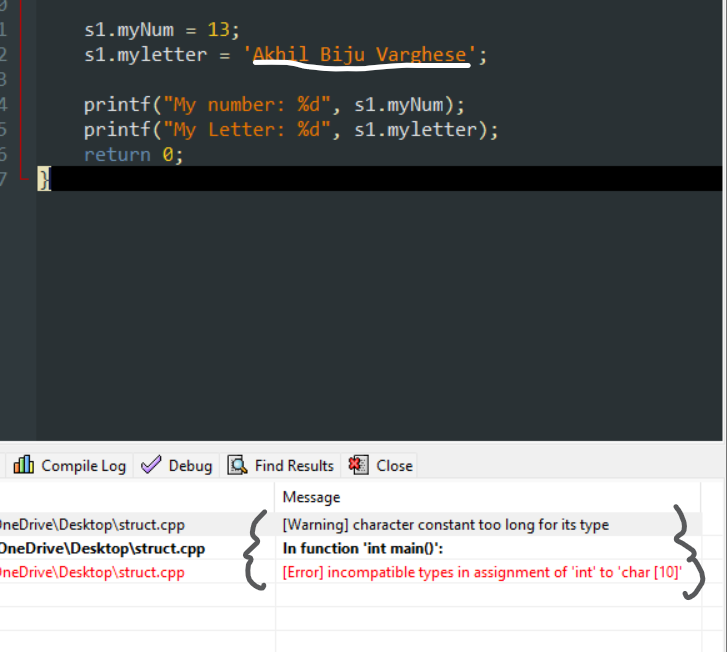 0
1 s1.myNum = 13;
2 s1.myletter = 'Akhil Biju Varghese';
3
4 printf("My number: %d", s1.myNum);
5 printf("My Letter: %d", s1.myletter);
6 return 0;
7 }
Compile Log Debug Find Results Close
Message
OneDrive\Desktop\struct.cpp [Warning] character constant too long for its type
OneDrive\Desktop\struct.cpp In function 'int main()':
OneDrive\Desktop\struct.cpp [Error] incompatible types in assignment of 'int' to 'char [10]'